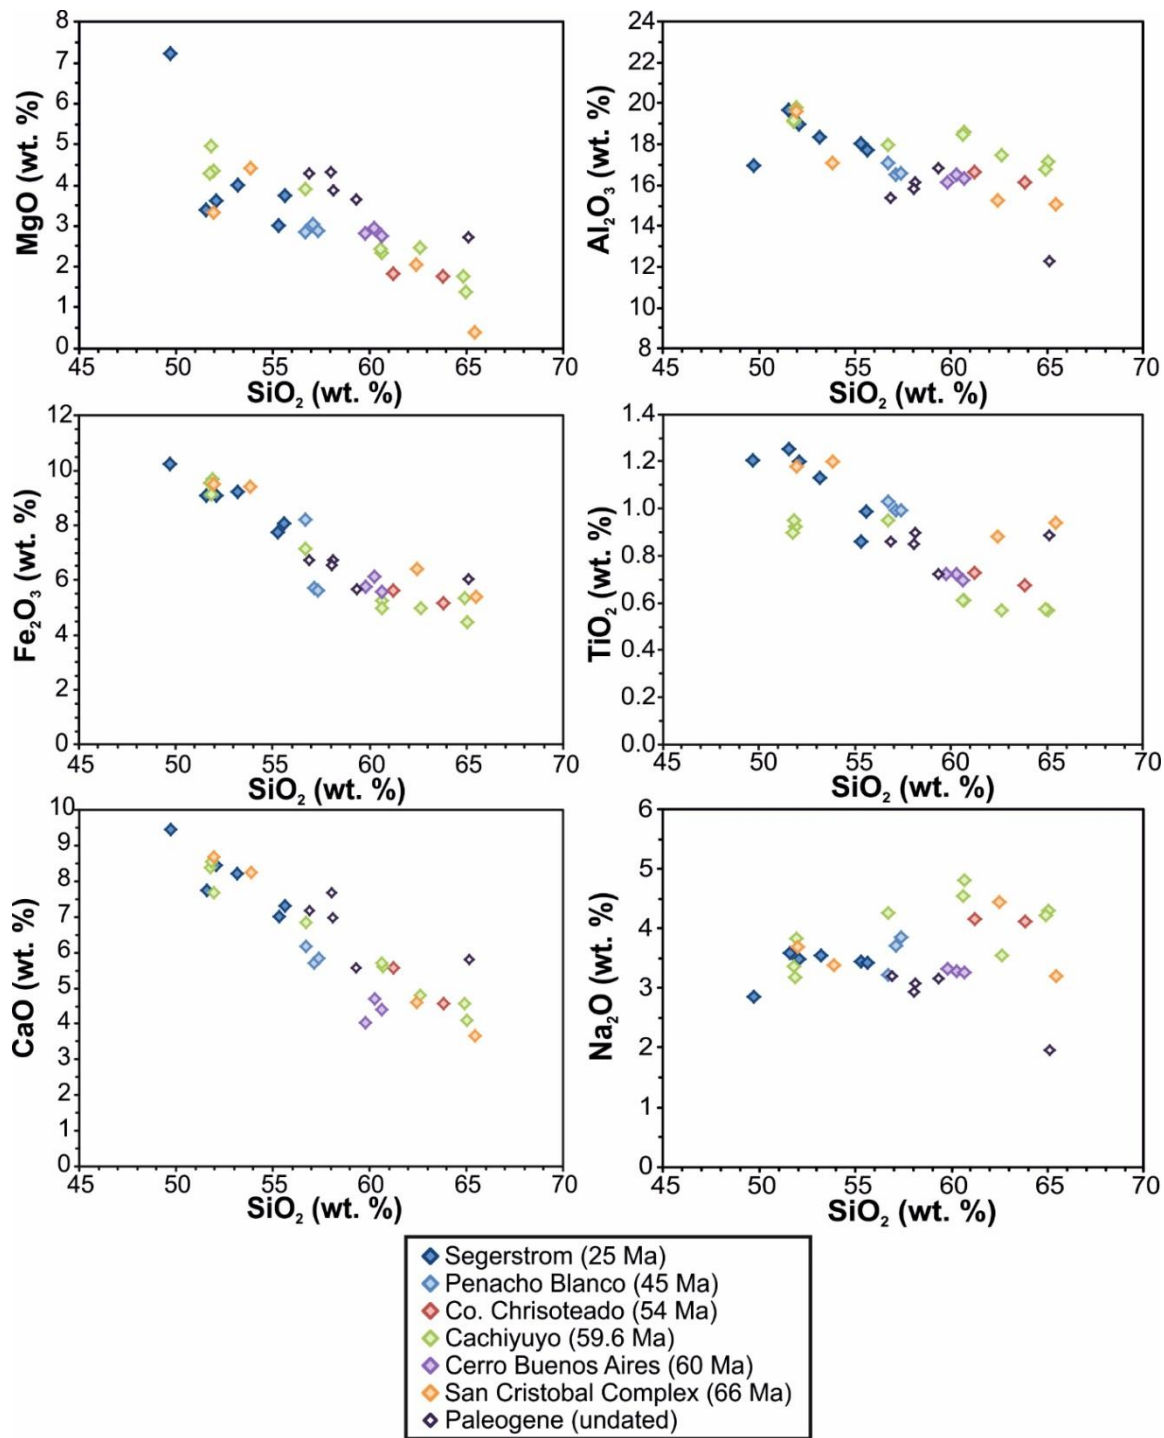 8
7
6
5
4
3
2
1
0
MgO (wt. %)
45 50 55 60 65 70
SiO₂ (wt. %)
24
22
20
18
16
14
12
10
8
Al₂O₃ (wt. %)
45 50 55 60 65 70
SiO₂ (wt. %)
12
10
8
6
4
2
0
Fe₂O₃ (wt. %)
45 50 55 60 65 70
SiO₂ (wt. %)
1.4
1.2
1.0
0.8
0.6
0.4
0.2
0.0
TiO₂ (wt. %)
45 50 55 60 65 70
SiO₂ (wt. %)
10
9
8
7
6
5
4
3
2
1
0
CaO (wt. %)
45 50 55 60 65 70
SiO₂ (wt. %)
6
5
4
3
2
1
0
Na₂O (wt. %)
45 50 55 60 65 70
SiO₂ (wt. %)
Segerstrom (25 Ma)
Penacho Blanco (45 Ma)
Co. Chrisoteado (54 Ma)
Cachiyuyo (59.6 Ma)
Cerro Buenos Aires (60 Ma)
San Cristobal Complex (66 Ma)
Paleogene (undated)